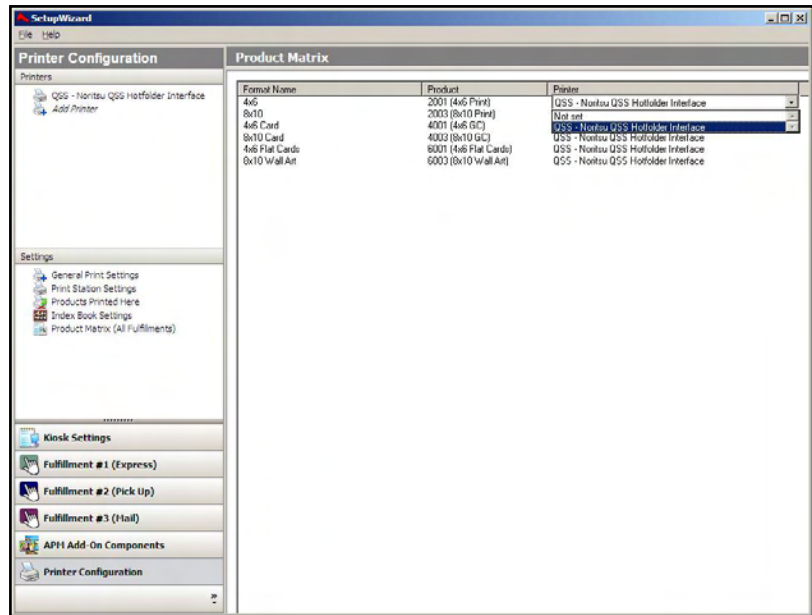 SetupWizard
File Help
Printer Configuration
Printers
QSS - Noritsu QSS Hotfolder Interface
Add Printer
Settings
General Print Settings
Print Station Settings
Products Printed Here
Index Book Settings
Product Matrix (All Fulfilments)
Kiosk Settings
Fulfillment #1 (Express)
Fulfillment #2 (Pick Up)
Fulfillment #3 (Mail)
APM Add-On Components
Printer Configuration
Product Matrix
Format Name Product Printer
4x6 2001 (4x6 Print) QSS - Noritsu QSS Hotfolder Interface
8x10 2003 (8x10 Print) Not set
4x6 Card 4001 (4x6 GC) QSS - Noritsu QSS Hotfolder Interface
8x10 Card 4003 (8x10 GC) QSS - Noritsu QSS Hotfolder Interface
4x6 Flat Cards 6001 (4x6 Flat Cards) QSS - Noritsu QSS Hotfolder Interface
8x10 Wall Art 6003 (8x10 Wall Art) QSS - Noritsu QSS Hotfolder Interface